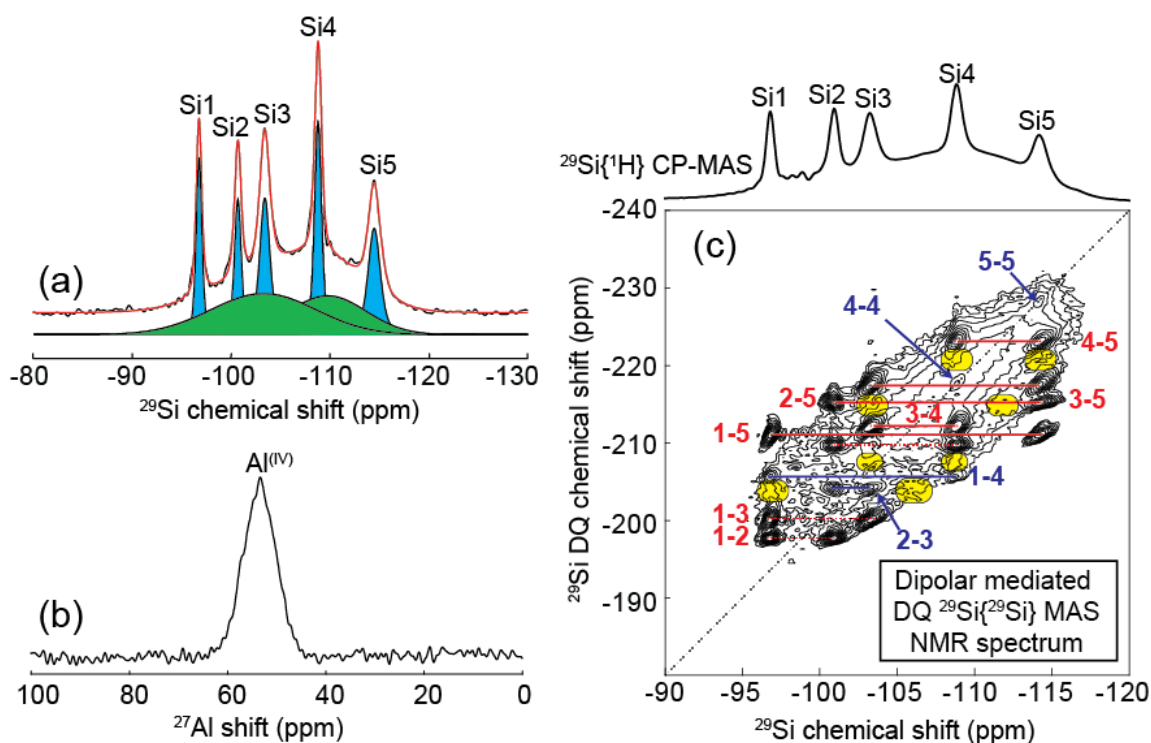 (a)
Si1
Si2
Si3
Si4
Si5
-80 -90 -100 -110 -120 -130
²⁹Si chemical shift (ppm)
(b)
Al⁽ᴵⱽ⁾
100 80 60 40 20 0
²⁷Al shift (ppm)
Si1
Si2
Si3
Si4
Si5
²⁹Si{¹H} CP-MAS
(c)
-240
-230
-220
-210
-200
-190
²⁹Si DQ chemical shift (ppm)
5-5
4-4
4-5
2-5
3-5
3-4
1-5
1-4
1-3
2-3
1-2
Dipolar mediated
DQ ²⁹Si{²⁹Si} MAS
NMR spectrum
-90 -95 -100 -105 -110 -115 -120
²⁹Si chemical shift (ppm)